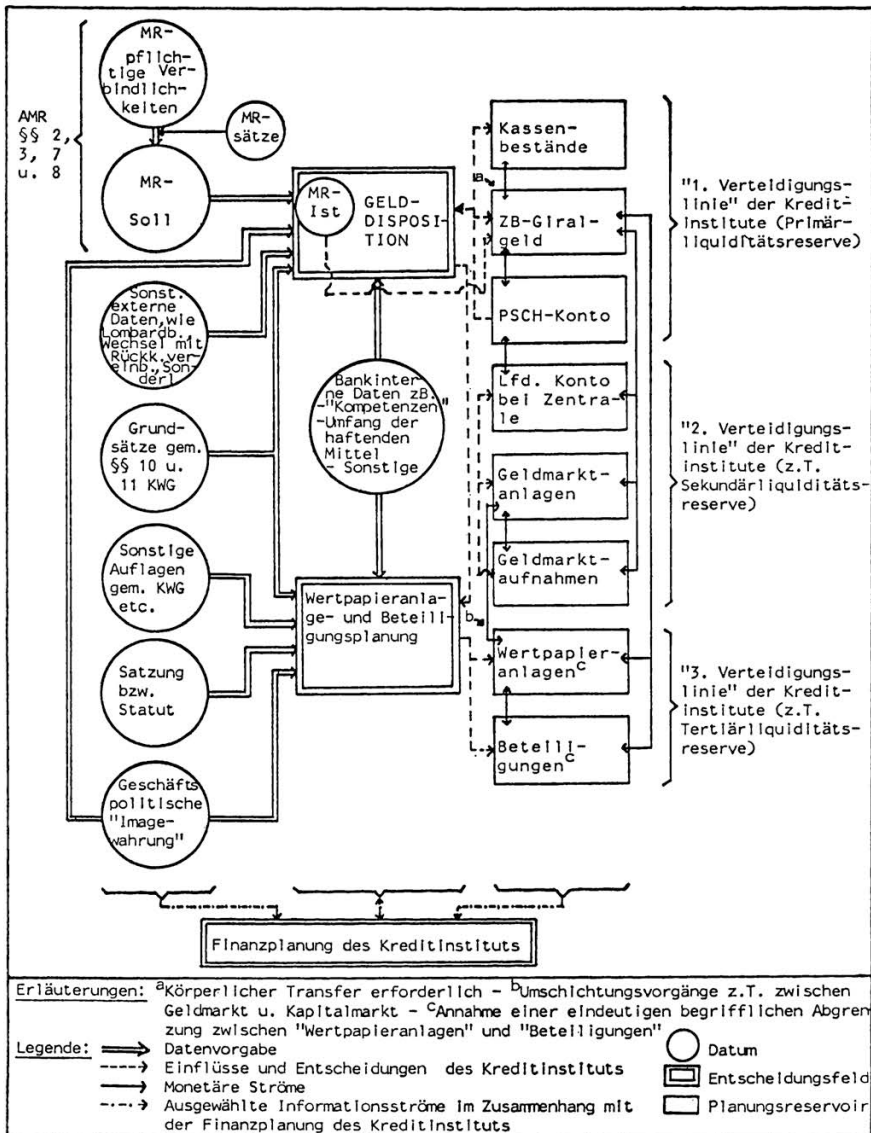 MR-
pflich-
tige Ver-
bindlich-
keiten
AMR
§§ 2,
3, 7
u. 8
MR-
sätze
MR-
Soll
Sonst.
externe
Daten, wie
Lombardb.
Wechsel mit
Rückk.ver-
einb., Son-
derl
Grund-
sätze gem.
§§ 10 u.
11 KWG
Sonstige
Auflagen
gem. KWG
etc.
Satzung
bzw.
Statut
Geschäfts
politische
"Image-
wahrung"
MR-
Ist
GELD-
DISPOSI-
TION
Bankinter-
ne Daten zB.
-"Kompetenzen"
-Umfang der
haftenden
Mittel
- Sonstige
Wertpapieranla-
ge- und Beteili-
gungsplanung
a
b
Kassen-
bestände
ZB-Giral-
geld
PSCH-Konto
Lfd. Konto
bei Zentra-
le
Geldmarkt-
anlagen
Geldmarkt-
aufnahmen
Wertpapier-
anlagen c
Beteili-
gungen c
"1. Verteidigungs-
linie" der Kredit-
institute (Primär-
liquiditätsreserve)
"2. Verteidigungs-
linie" der Kredit-
institute (z.T.
Sekundärliquiditäts-
reserve)
"3. Verteidigungs-
linie" der Kredit-
institute (z.T.
Tertiärliquiditäts-
reserve)
Finanzplanung des Kreditinstituts
Erläuterungen: a Körperlicher Transfer erforderlich - b Umschichtungsvorgänge z.T. zwischen
Geldmarkt u. Kapitalmarkt - c Annahme einer eindeutigen begrifflichen Abgren
zung zwischen "Wertpapieranlagen" und "Beteiligungen"
Legende:
Datenvorgabe
Einflüsse und Entscheidungen des Kreditinstituts
Monetäre Ströme
Ausgewählte Informationsströme im Zusammenhang mit
der Finanzplanung des Kreditinstituts
Datum
Entscheidungsfeld
Planungsreservoir